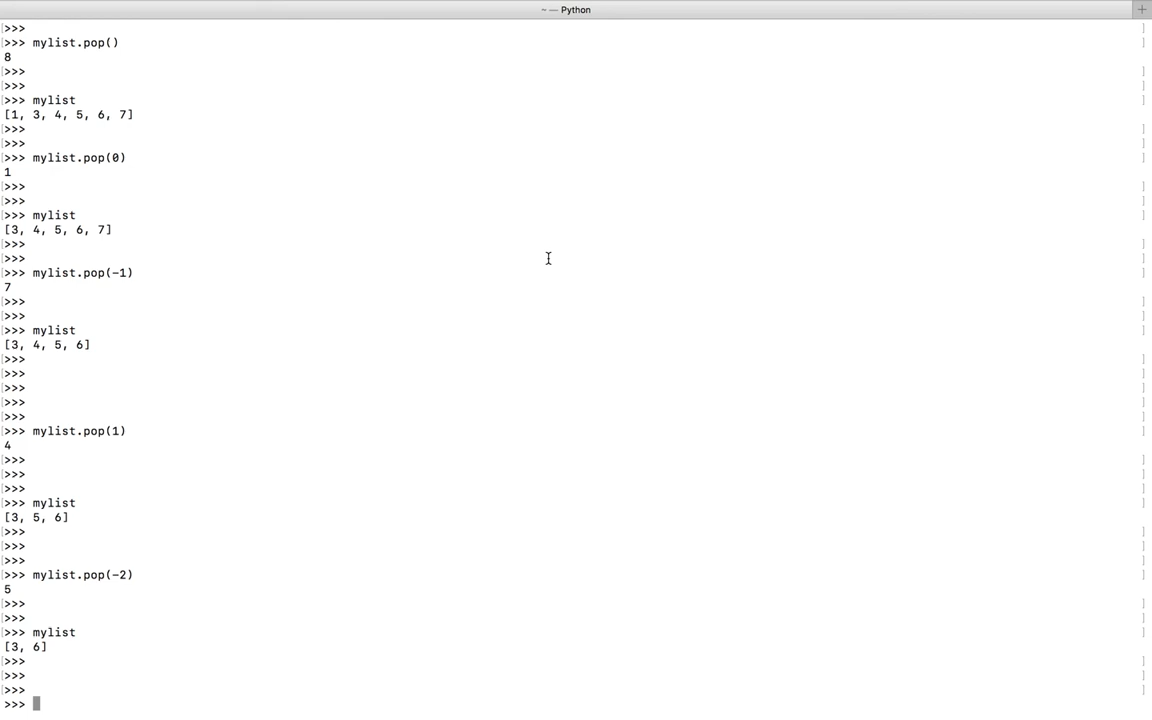 ~ — Python
+
>>>
>>> mylist.pop()
8
>>>
>>>
>>> mylist
[1, 3, 4, 5, 6, 7]
>>>
>>>
>>> mylist.pop(0)
1
>>>
>>>
>>> mylist
[3, 4, 5, 6, 7]
>>>
>>>
>>> mylist.pop(-1)
7
>>>
>>>
>>> mylist
[3, 4, 5, 6]
>>>
>>>
>>>
>>>
>>>
>>> mylist.pop(1)
4
>>>
>>>
>>>
>>> mylist
[3, 5, 6]
>>>
>>>
>>>
>>> mylist.pop(-2)
5
>>>
>>>
>>> mylist
[3, 6]
>>>
>>>
>>>
>>>